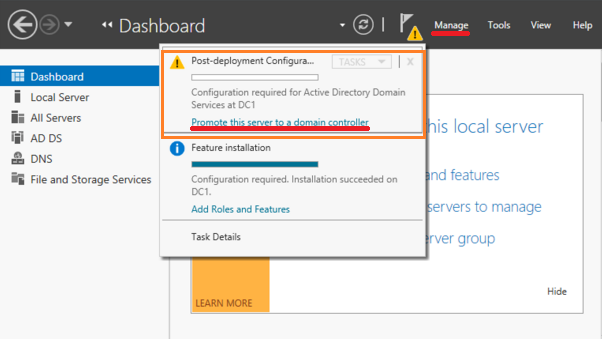 Dashboard
Manage Tools View Help
Dashboard
Local Server
All Servers
AD DS
DNS
File and Storage Services
Post-deployment Configura... TASKS X
Configuration required for Active Directory Domain
Services at DC1
Promote this server to a domain controller
Feature installation
Configuration required. Installation succeeded on
DC1.
Add Roles and Features
Task Details
his local server
and features
servers to manage
erver group
LEARN MORE
Hide